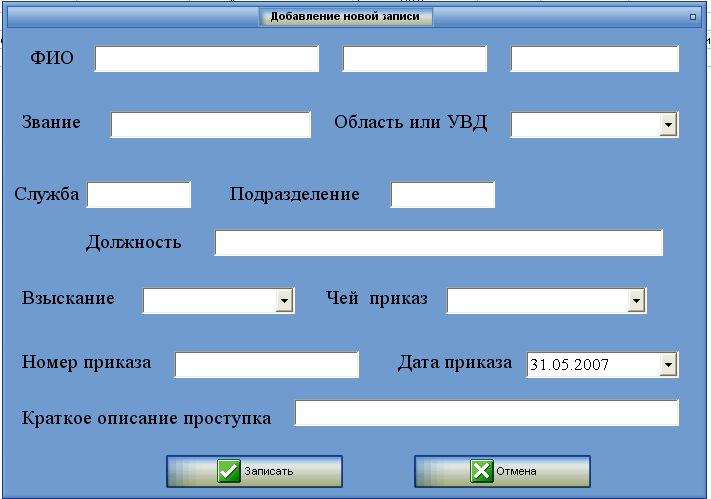 Добавление новой записи
ФИО
Звание Область или УВД
Служба Подразделение
Должность
Взыскание Чей приказ
Номер приказа Дата приказа 31.05.2007
Краткое описание проступка
Записать Отмена